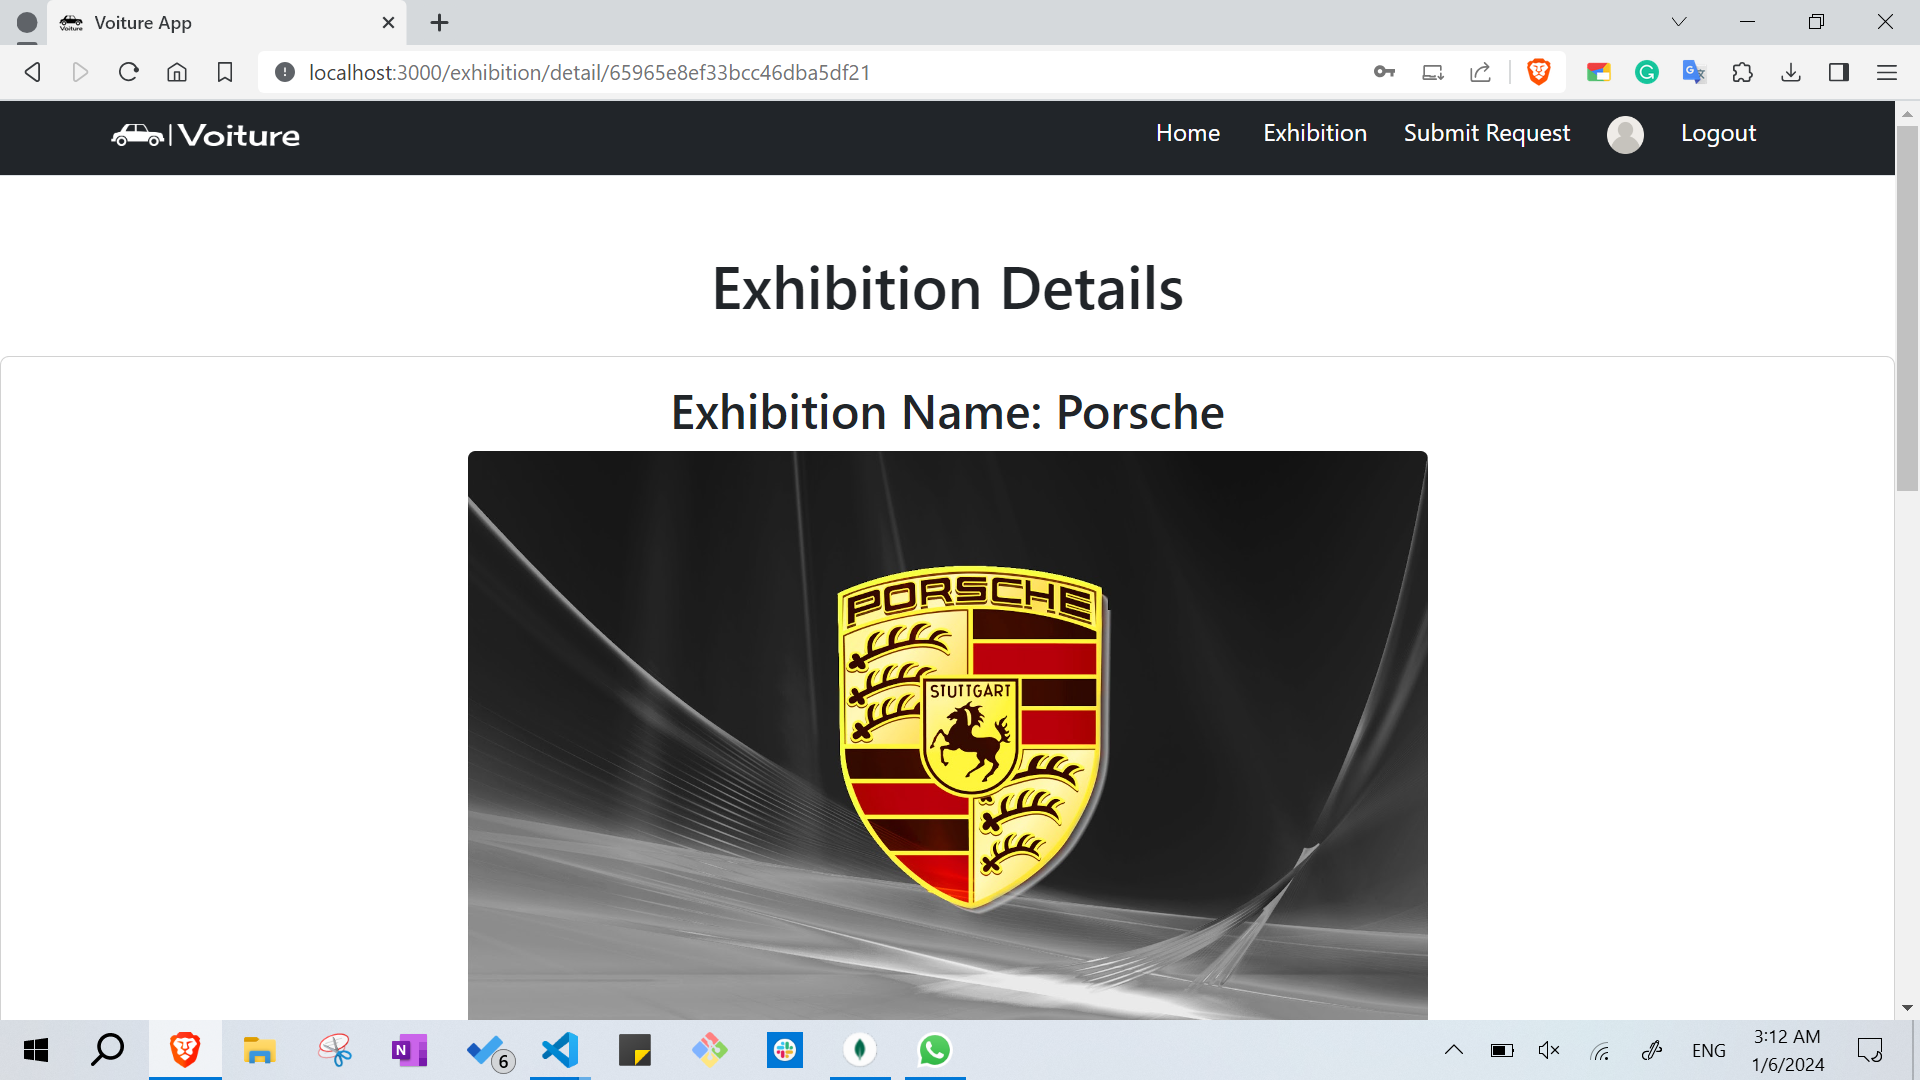 Voiture App
localhost:3000/exhibition/detail/65965e8ef33bcc46dba5df21
Voiture
Home
Exhibition
Submit Request
Logout
Exhibition Details
Exhibition Name: Porsche
PORSCHE
STUTTGART
N
6
ENG
3:12 AM
1/6/2024